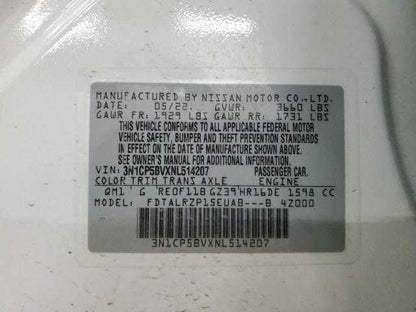 MANUFACTURED BY NISSAN MOTOR CO.,LTD.
DATE: 05/22. GVWR: 3660 LBS
GAWR FR: 1929 LBS GAWR RR: 1731 LBS
THIS VEHICLE CONFORMS TO ALL APPLICABLE FEDERAL MOTOR
VEHICLE SAFETY, BUMPER AND THEFT PREVENTION STANDARDS
IN EFFECT ON THE DATE OF MANUFACTURE SHOWN ABOVE.
SEE OWNER'S MANUAL FOR ADDITIONAL INFORMATION
VIN: 3N1CP5BVXNL514207 PASSENGER CAR.
COLOR TRIM TRANS AXLE ENGINE
QM1 G RE0F11B GZ39 HR16DE 1598 CC
MODEL: FDTALRZP15EUAB---B 42000
3N1CP5BVXNL514207